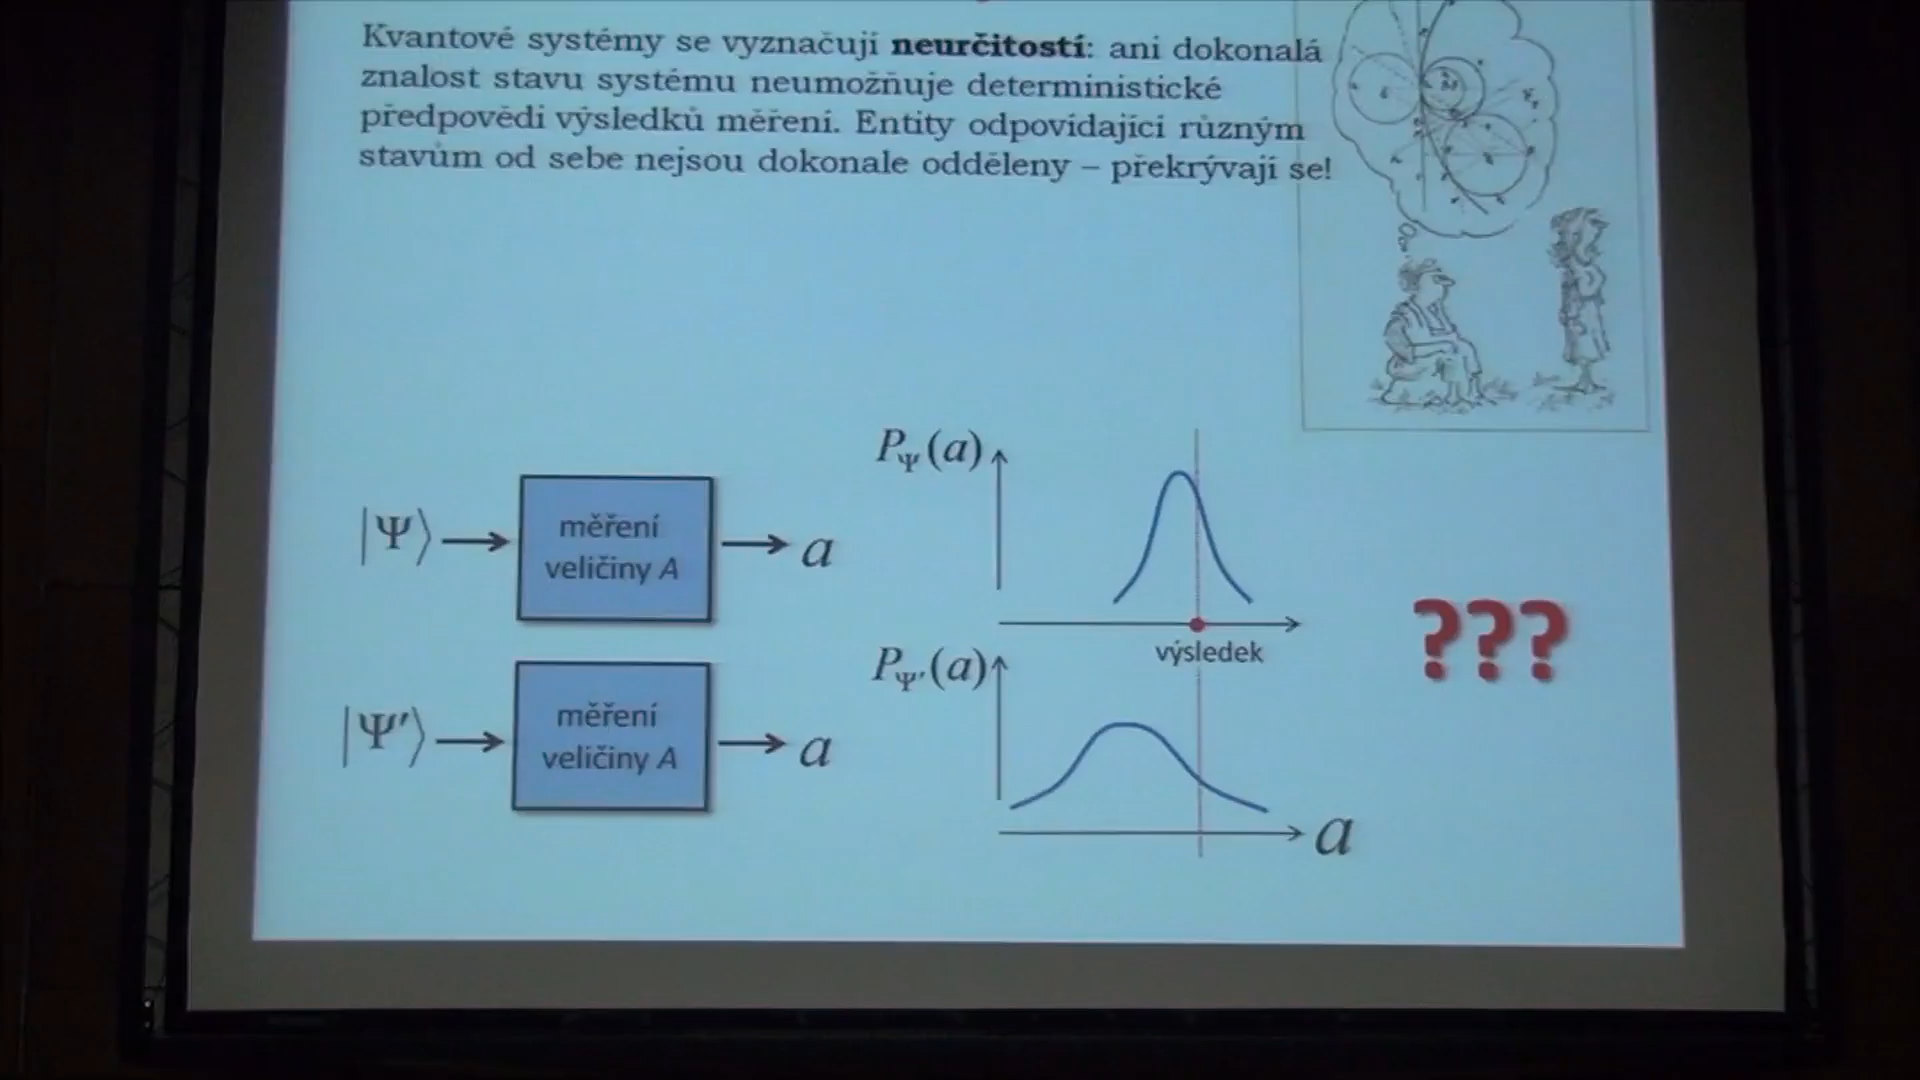 Kvantové systémy se vyznačují neurčitostí: ani dokonalá
znalost stavu systému neumožňuje deterministické
předpovědi výsledků měření. Entity odpovídající různým
stavům od sebe nejsou dokonale odděleny – překrývají se!
P_Ψ(a)
|Ψ⟩
měření
veličiny A
a
výsledek
???
P_Ψ'(a)
|Ψ'⟩
měření
veličiny A
a
a